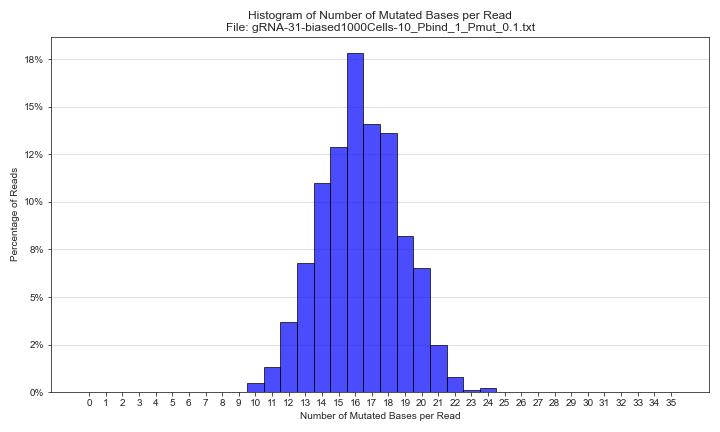 Histogram of Number of Mutated Bases per Read
File: gRNA-31-biased1000Cells-10_Pbind_1_Pmut_0.1.txt
18%
15%
12%
10%
8%
5%
2%
0%
Percentage of Reads
0 1 2 3 4 5 6 7 8 9 10 11 12 13 14 15 16 17 18 19 20 21 22 23 24 25 26 27 28 29 30 31 32 33 34 35
Number of Mutated Bases per Read